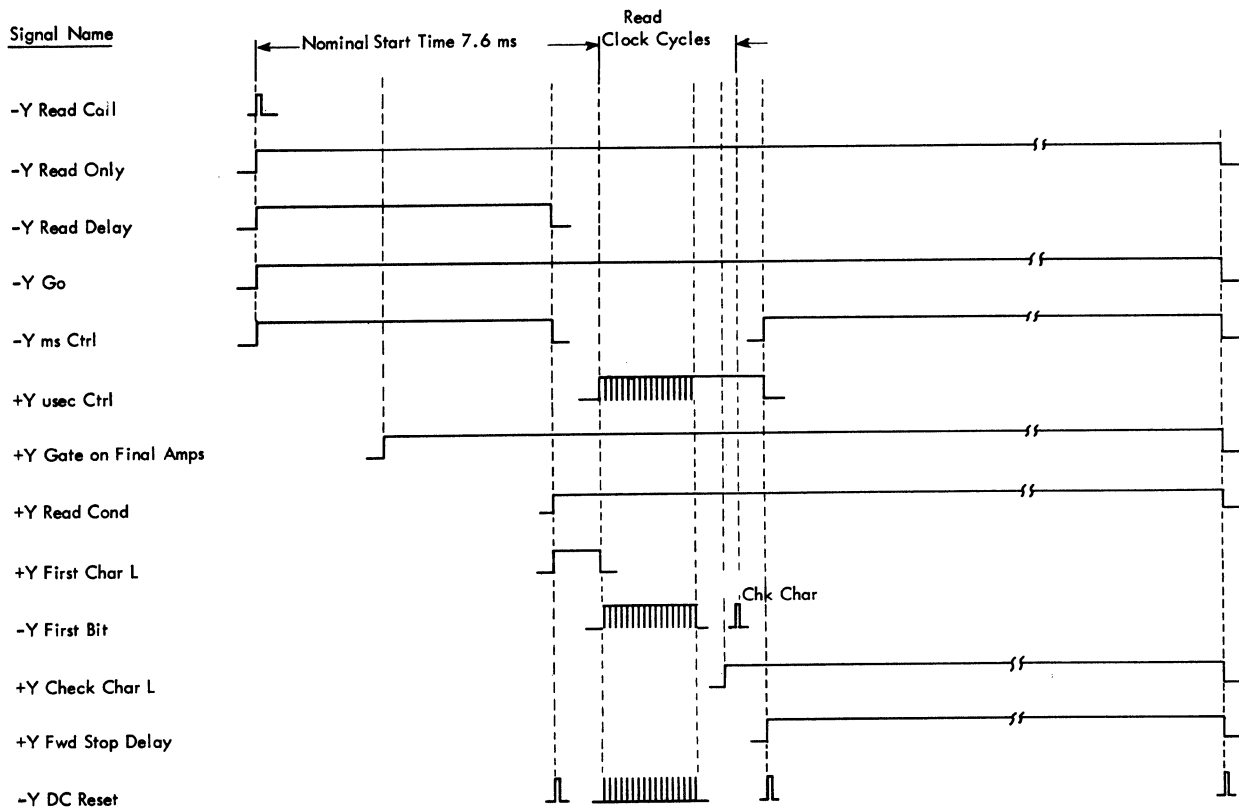 Read
Signal Name
Nominal Start Time 7.6 ms
Clock Cycles
-Y Read Call
-Y Read Only
-Y Read Delay
-Y Go
-Y ms Ctrl
+Y usec Ctrl
+Y Gate on Final Amps
+Y Read Cond
+Y First Char L
Chk Char
-Y First Bit
+Y Check Char L
+Y Fwd Stop Delay
-Y DC Reset